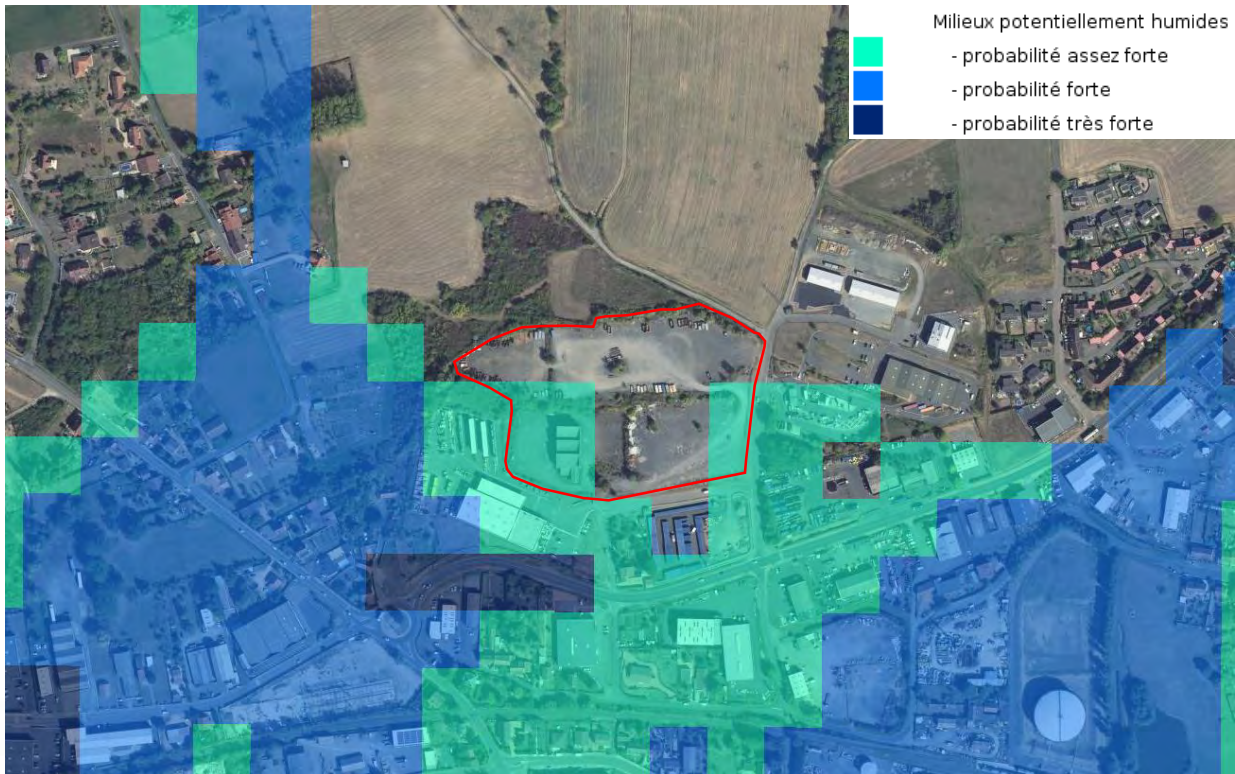 Milieux potentiellement humides
- probabilité assez forte
- probabilité forte
- probabilité très forte